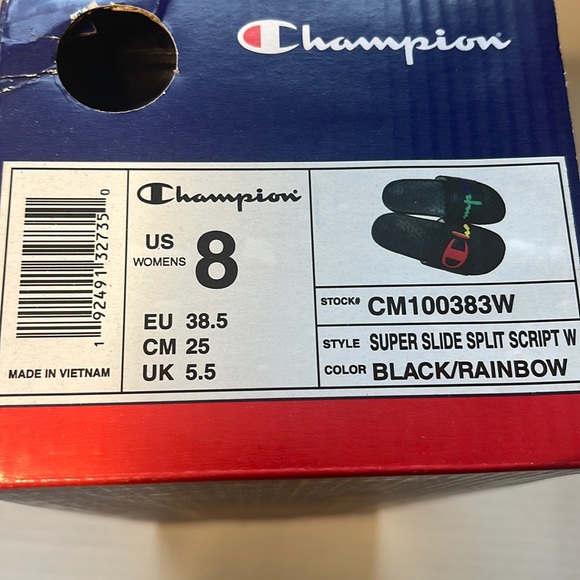 Champion
1 92491 32735 0
MADE IN VIETNAM
Champion
US WOMENS 8
EU 38.5
CM 25
UK 5.5
Champ
STOCK# CM100383W
STYLE SUPER SLIDE SPLIT SCRIPT W
COLOR BLACK/RAINBOW